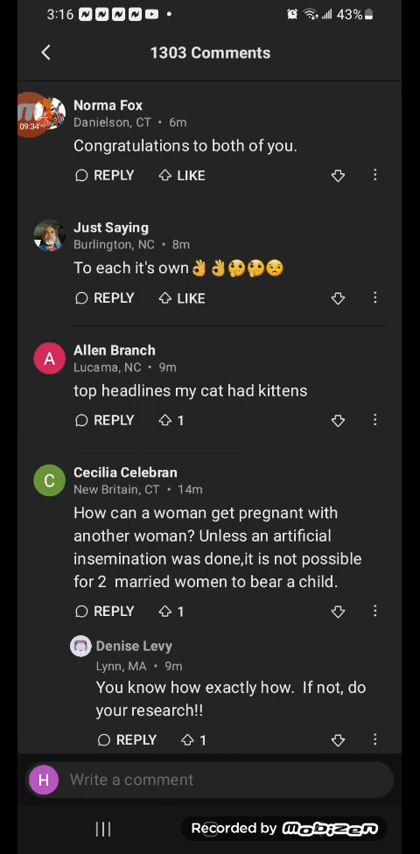 3:16 43%
1303 Comments
09:34
Norma Fox
Danielson, CT • 6m
Congratulations to both of you.
REPLY LIKE
Just Saying
Burlington, NC • 8m
To each it's own👌👌🤔🤔😒
REPLY LIKE
A
Allen Branch
Lucama, NC • 9m
top headlines my cat had kittens
REPLY 1
C
Cecilia Celebran
New Britain, CT • 14m
How can a woman get pregnant with
another woman? Unless an artificial
insemination was done,it is not possible
for 2 married women to bear a child.
REPLY 1
Denise Levy
Lynn, MA • 9m
You know how exactly how. If not, do
your research!!
REPLY 1
H
Write a comment
Recorded by mobizen